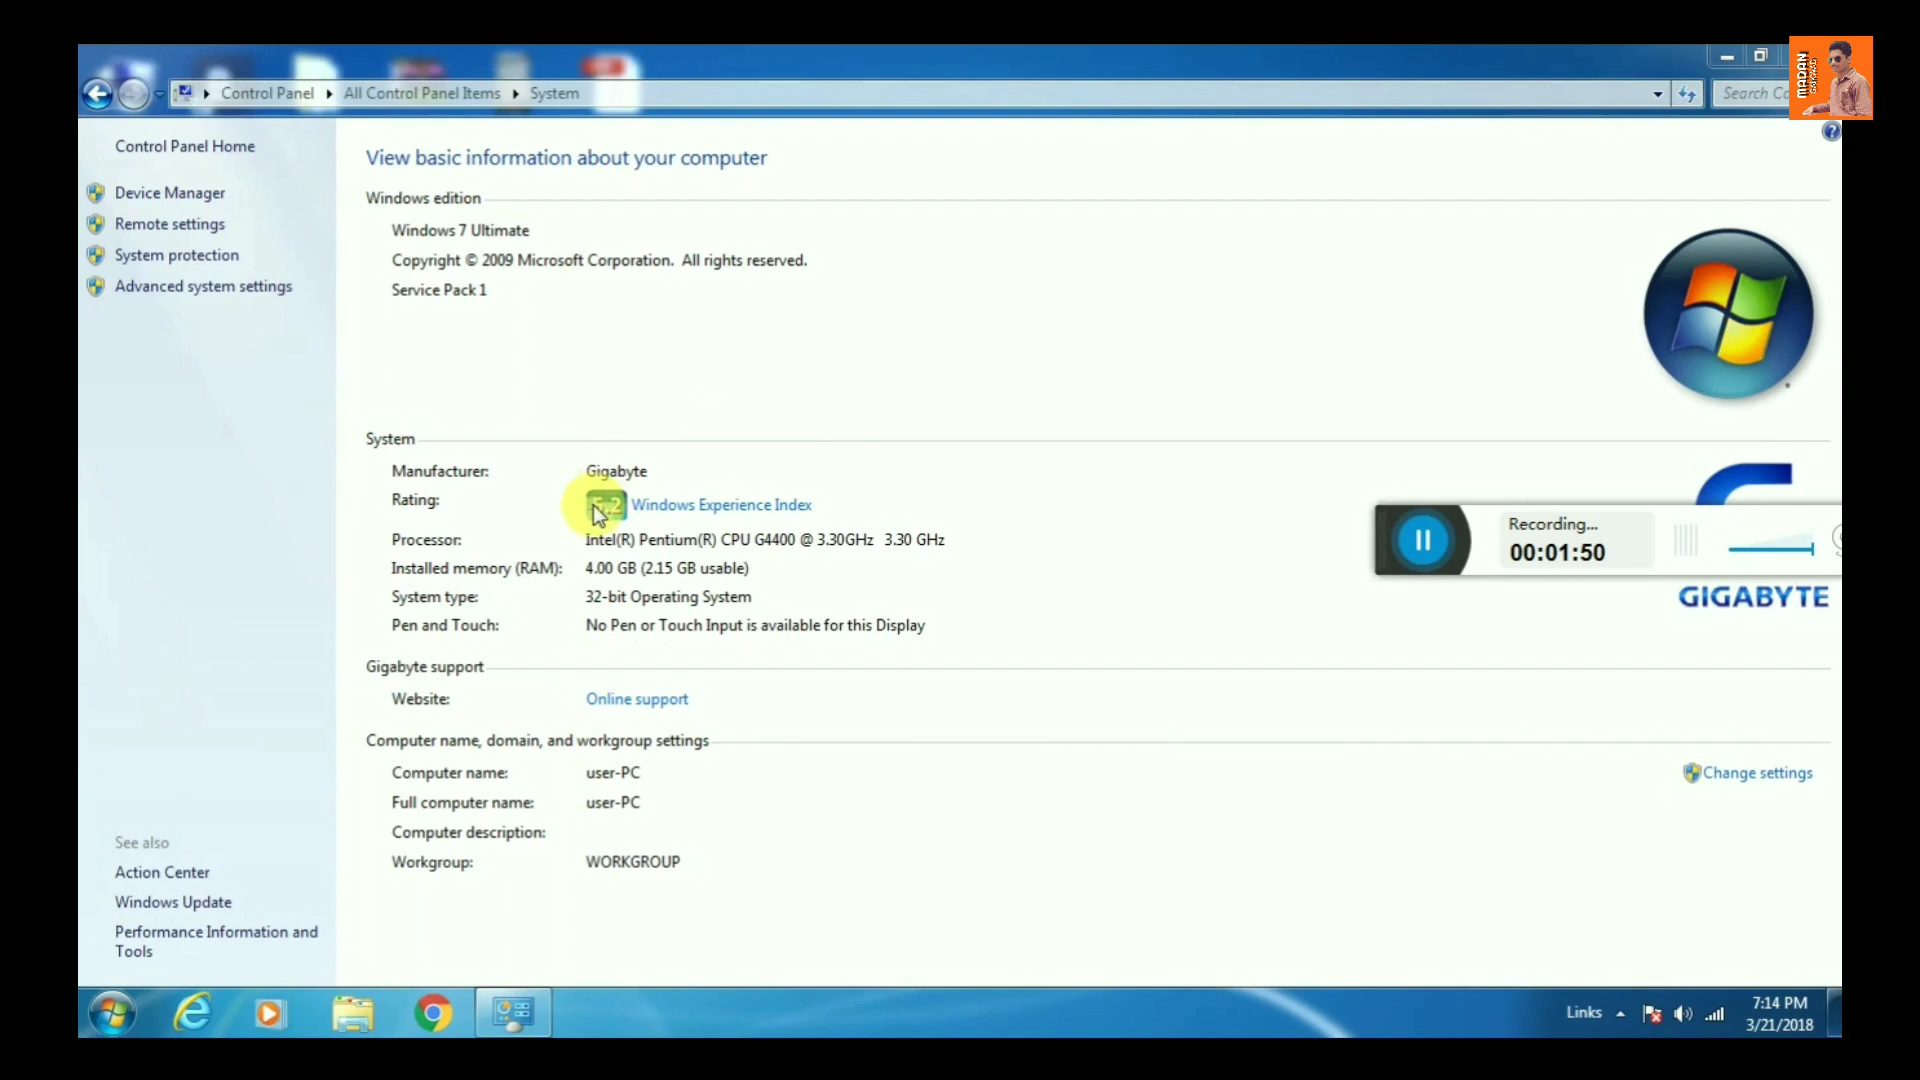 Control Panel ▸ All Control Panel Items ▸ System
Search Co
MADAN
Control Panel Home
Device Manager
Remote settings
System protection
Advanced system settings
View basic information about your computer
Windows edition
Windows 7 Ultimate
Copyright © 2009 Microsoft Corporation. All rights reserved.
Service Pack 1
System
Manufacturer: Gigabyte
Rating: 5.2 Windows Experience Index
Processor: Intel(R) Pentium(R) CPU G4400 @ 3.30GHz 3.30 GHz
Installed memory (RAM): 4.00 GB (2.15 GB usable)
System type: 32-bit Operating System
Pen and Touch: No Pen or Touch Input is available for this Display
Recording...
00:01:50
GIGABYTE
Gigabyte support
Website: Online support
Computer name, domain, and workgroup settings
Computer name: user-PC
Change settings
Full computer name: user-PC
Computer description:
Workgroup: WORKGROUP
See also
Action Center
Windows Update
Performance Information and
Tools
Links
7:14 PM
3/21/2018